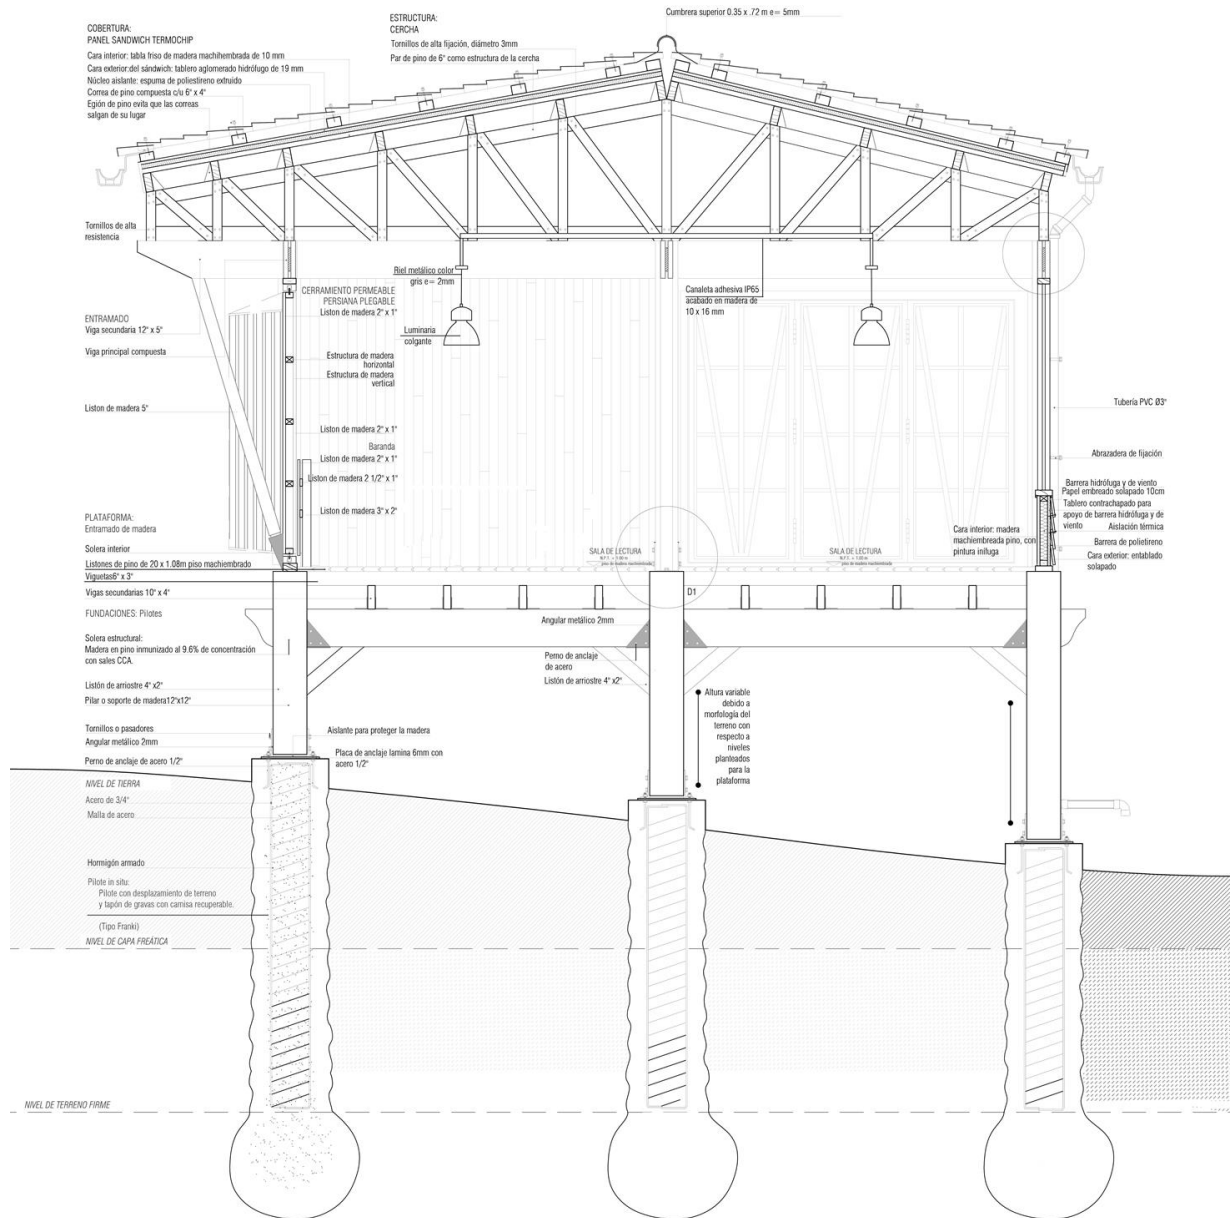 COBERTURA:
PANEL SANDWICH TERMOCHIP
Cara interior: tabla friso de madera machihembrada de 10 mm
Cara exterior:del sándwich: tablero aglomerado hidrófugo de 19 mm
Núcleo aislante: espuma de poliestireno extruido
Correa de pino compuesta c/u 6" x 4"
Egión de pino evita que las correas
salgan de su lugar
ESTRUCTURA:
CERCHA
Tornillos de alta fijación, diámetro 3mm
Par de pino de 6" como estructura de la cercha
Cumbrera superior 0.35 x .72 m e= 5mm
Tornillos de alta
resistencia
ENTRAMADO
Viga secundaria 12" x 5"
Viga principal compuesta
Liston de madera 5"
Riel metálico color
gris e= 2mm
CERRAMIENTO PERMEABLE
PERSIANA PLEGABLE
Liston de madera 2" x 1"
Luminaria
colgante
Estructura de madera
horizontal
Estructura de madera
vertical
Liston de madera 2" x 1"
Baranda
Liston de madera 2" x 1"
Liston de madera 2 1/2" x 1"
Liston de madera 3" x 2"
Canaleta adhesiva IP65
acabado en madera de
10 x 16 mm
Tubería PVC Ø3"
Abrazadera de fijación
Barrera hidrófuga y de viento
Papel embreado solapado 10cm
Tablero contrachapado para
apoyo de barrera hidrófuga y de
viento
Aislación térmica
Barrera de polietireno
Cara exterior: entablado
solapado
Cara interior: madera
machiembreada pino, con
pintura inífuga
SALA DE LECTURA
SALA DE LECTURA
PLATAFORMA:
Entramado de madera
Solera interior
Listones de pino de 20 x 1.08m piso machiembrado
Viguetas6" x 3"
Vigas secundarias 10" x 4"
D1
FUNDACIONES: Pilotes
Solera estructural:
Madera en pino inmunizado al 9.6% de concentración
con sales CCA.
Listón de arriostre 4" x2"
Pilar o soporte de madera12"x12"
Tornillos o pasadores
Angular metálico 2mm
Perno de anclaje de acero 1/2"
Angular metálico 2mm
Perno de anclaje
de acero
Listón de arriostre 4" x2"
Altura variable
debido a
morfología del
terreno con
respecto a
niveles
planteados
para la
plataforma
Aislante para proteger la madera
Placa de anclaje lamina 6mm con
acero 1/2"
NIVEL DE TIERRA
Acero de 3/4"
Malla de acero
Hormigón armado
Pilote in situ:
Pilote con desplazamiento de terreno
y tapón de gravas con camisa recuperable.
(Tipo Franki)
NIVEL DE CAPA FREÁTICA
NIVEL DE TERRENO FIRME